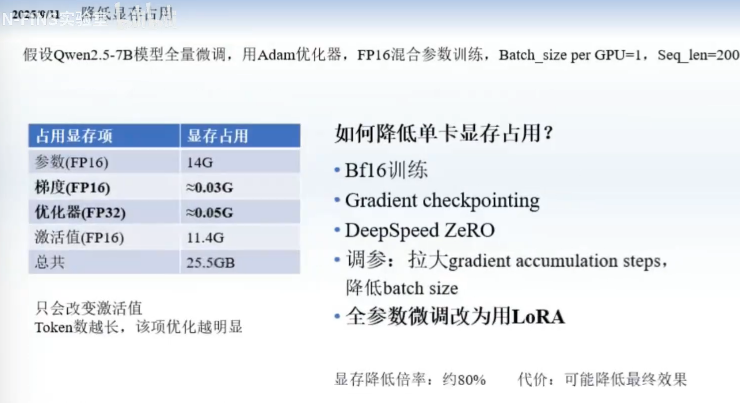 2025/8/31 降低显存占用
假设Qwen2.5-7B模型全量微调，用Adam优化器，FP16混合参数训练，Batch_size per GPU=1，Seq_len=200
占用显存项 显存占用
参数(FP16) 14G
梯度(FP16) ≈0.03G
优化器(FP32) ≈0.05G
激活值(FP16) 11.4G
总共 25.5GB
只会改变激活值
Token数越长，该项优化越明显
如何降低单卡显存占用？
• Bf16训练
• Gradient checkpointing
• DeepSpeed ZeRO
• 调参：拉大gradient accumulation steps，
降低batch size
• 全参数微调改为用LoRA
显存降低倍率：约80% 代价：可能降低最终效果